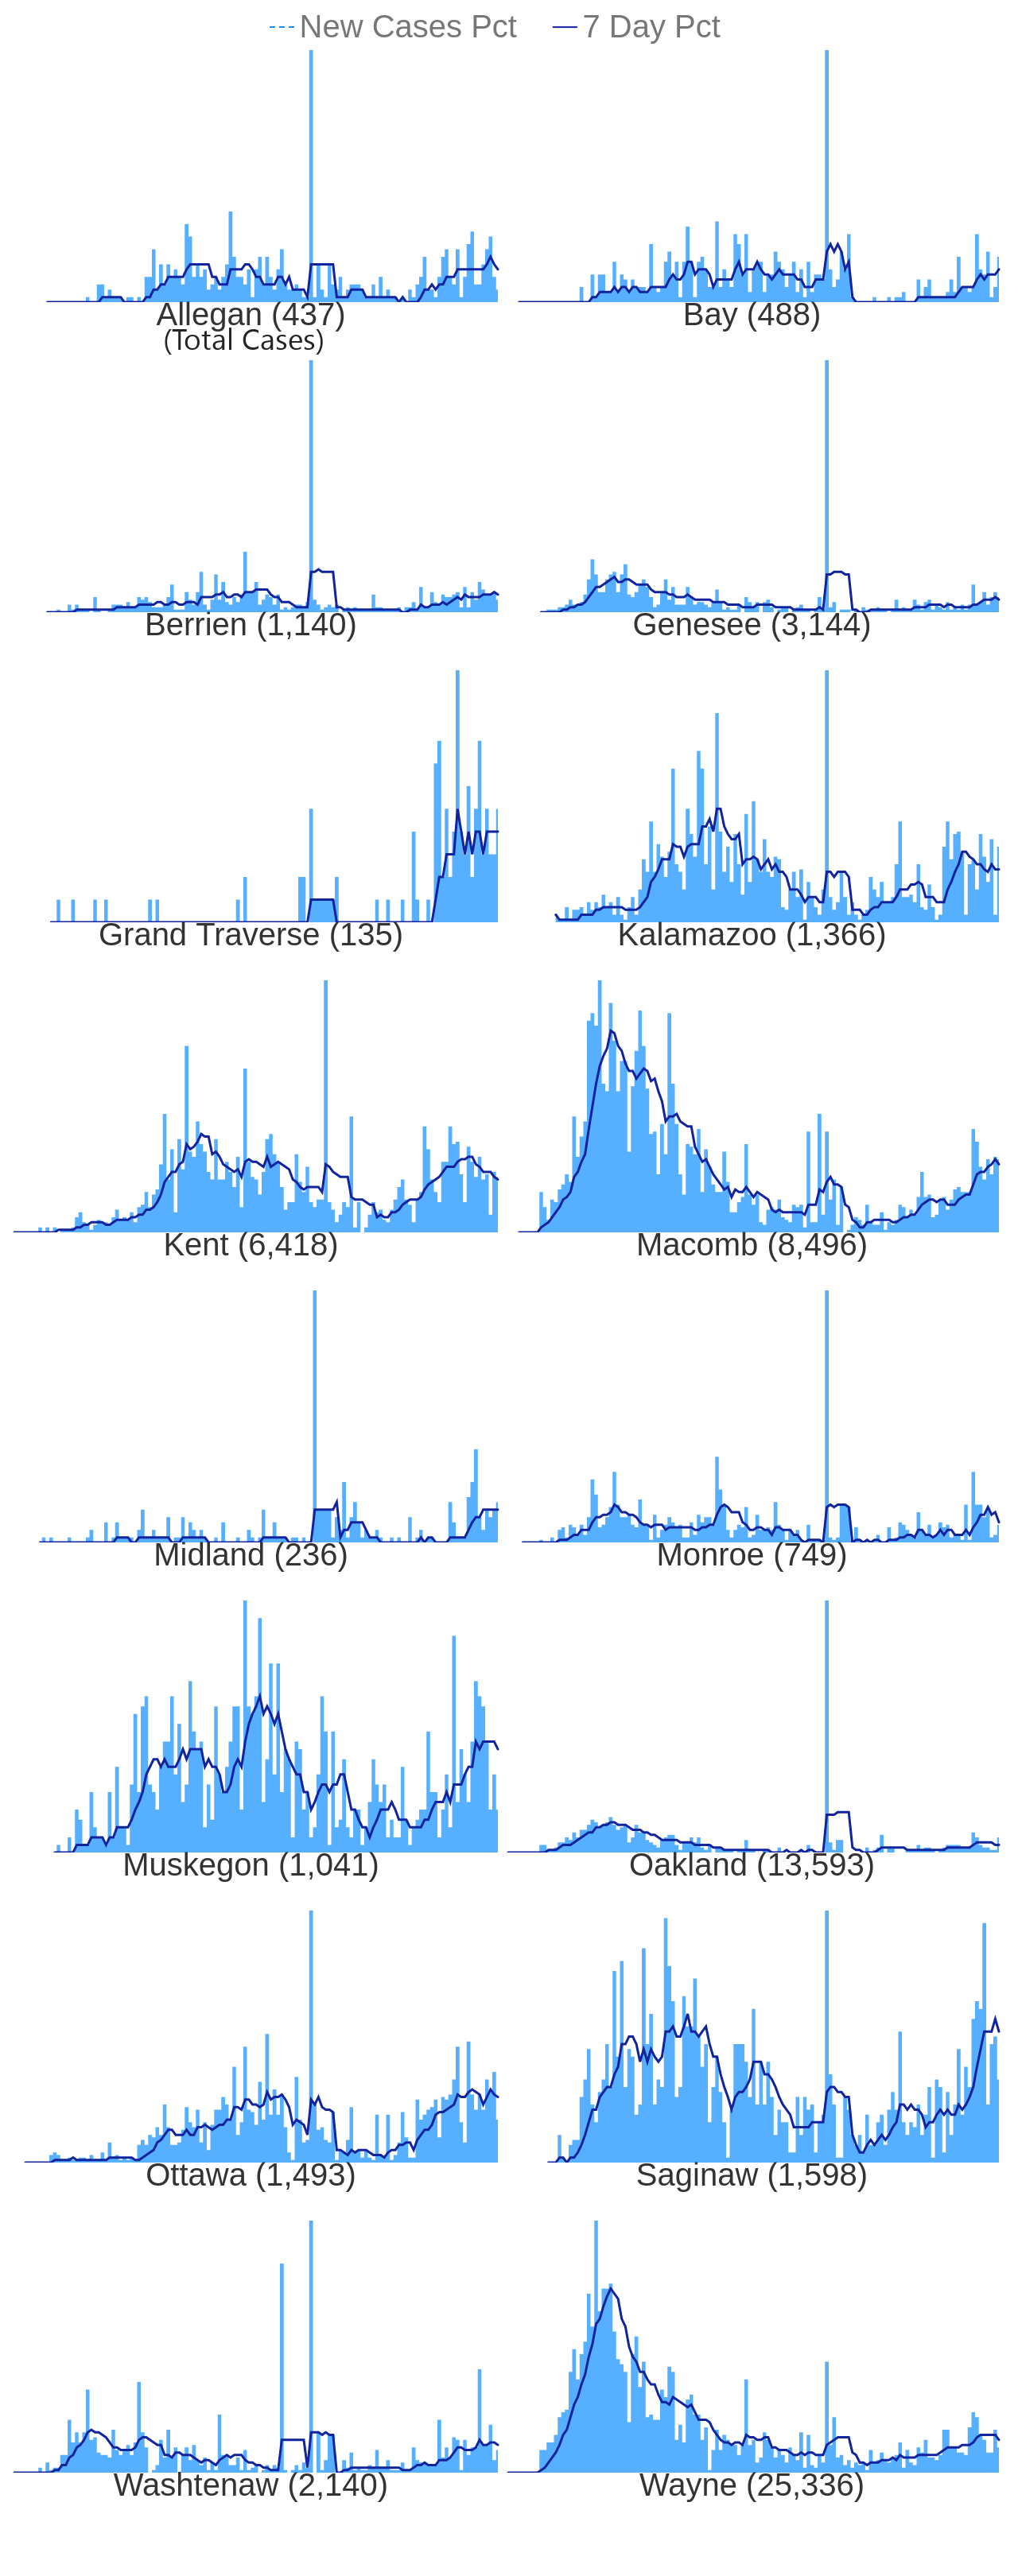 New Cases Pct 7 Day Pct
Allegan (437) Bay (488)
(Total Cases)
Berrien (1,140) Genesee (3,144)
Grand Traverse (135) Kalamazoo (1,366)
Kent (6,418) Macomb (8,496)
Midland (236) Monroe (749)
Muskegon (1,041) Oakland (13,593)
Ottawa (1,493) Saginaw (1,598)
Washtenaw (2,140) Wayne (25,336)